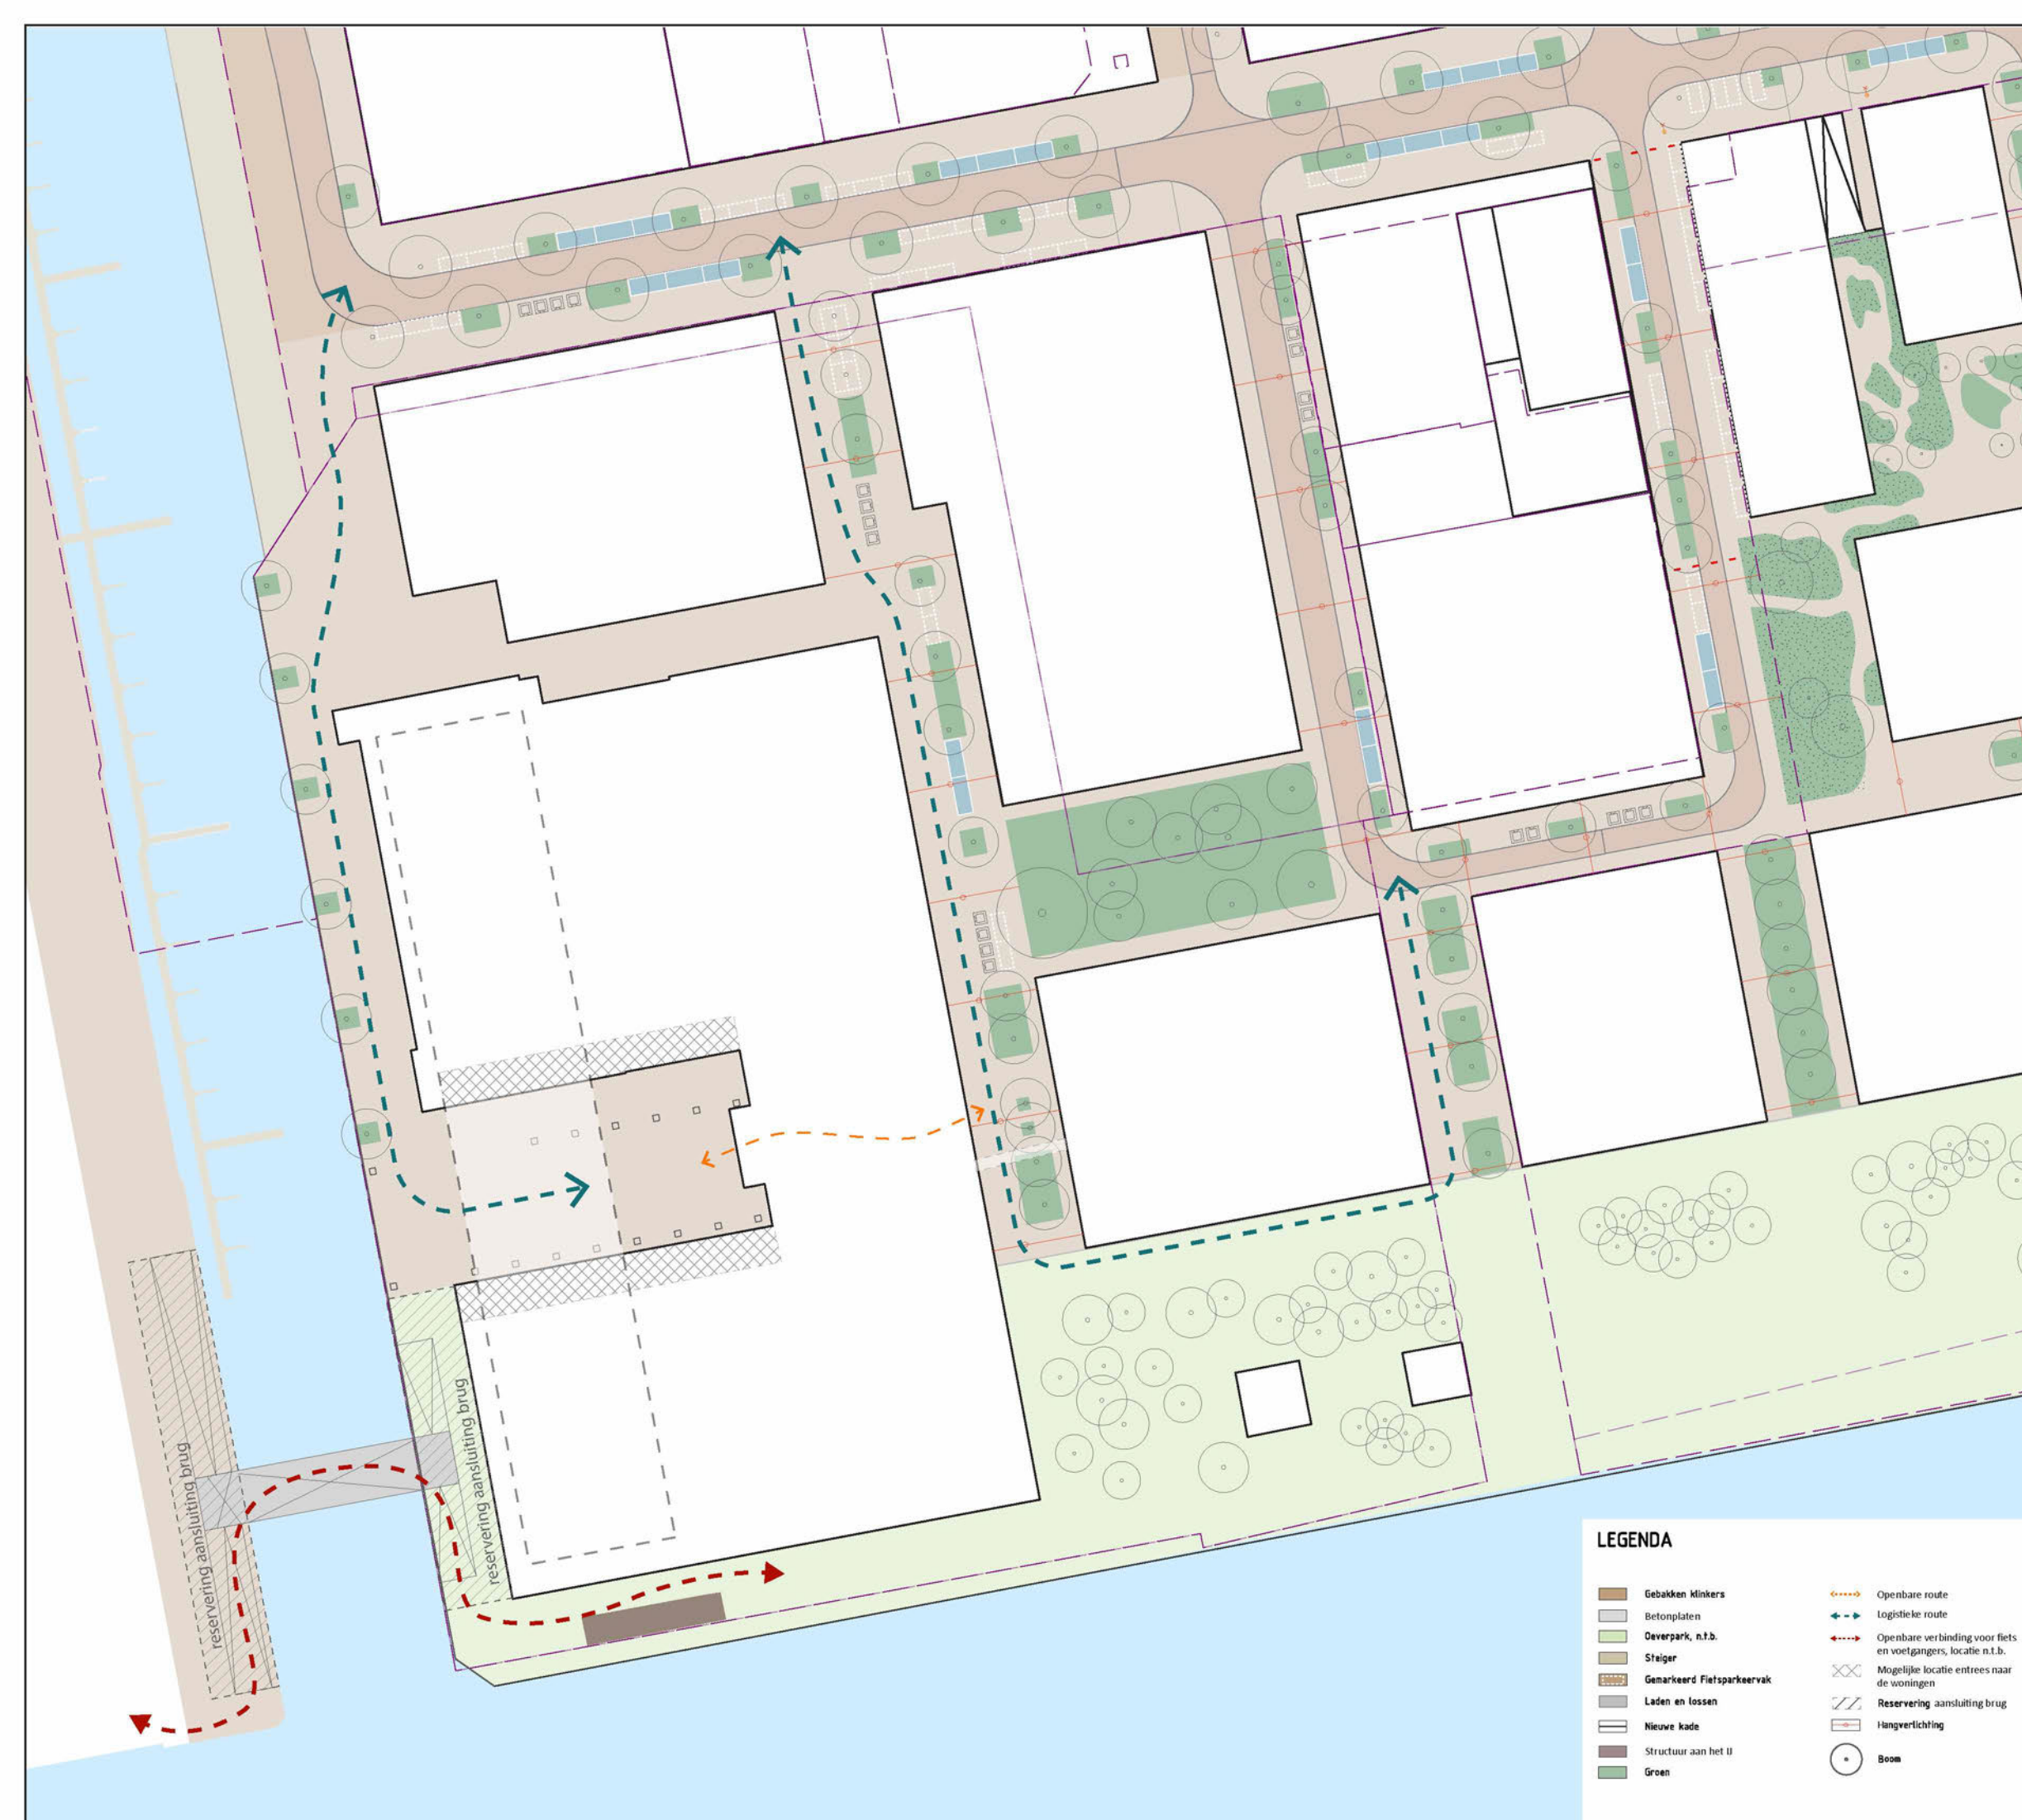 reservering aansluiting brug
reservering aansluiting brug
LEGENDA
Gebakken klinkers
Betonplaten
Oeverpark, n.t.b.
Steiger
Gemarkeerd Fietsparkeervak
Laden en lossen
Nieuwe kade
Structuur aan het IJ
Groen
Openbare route
Logistieke route
Openbare verbinding voor fiets
en voetgangers, locatie n.t.b.
Mogelijke locatie entrees naar
de woningen
Reservering aansluiting brug
Hangverlichting
Boom